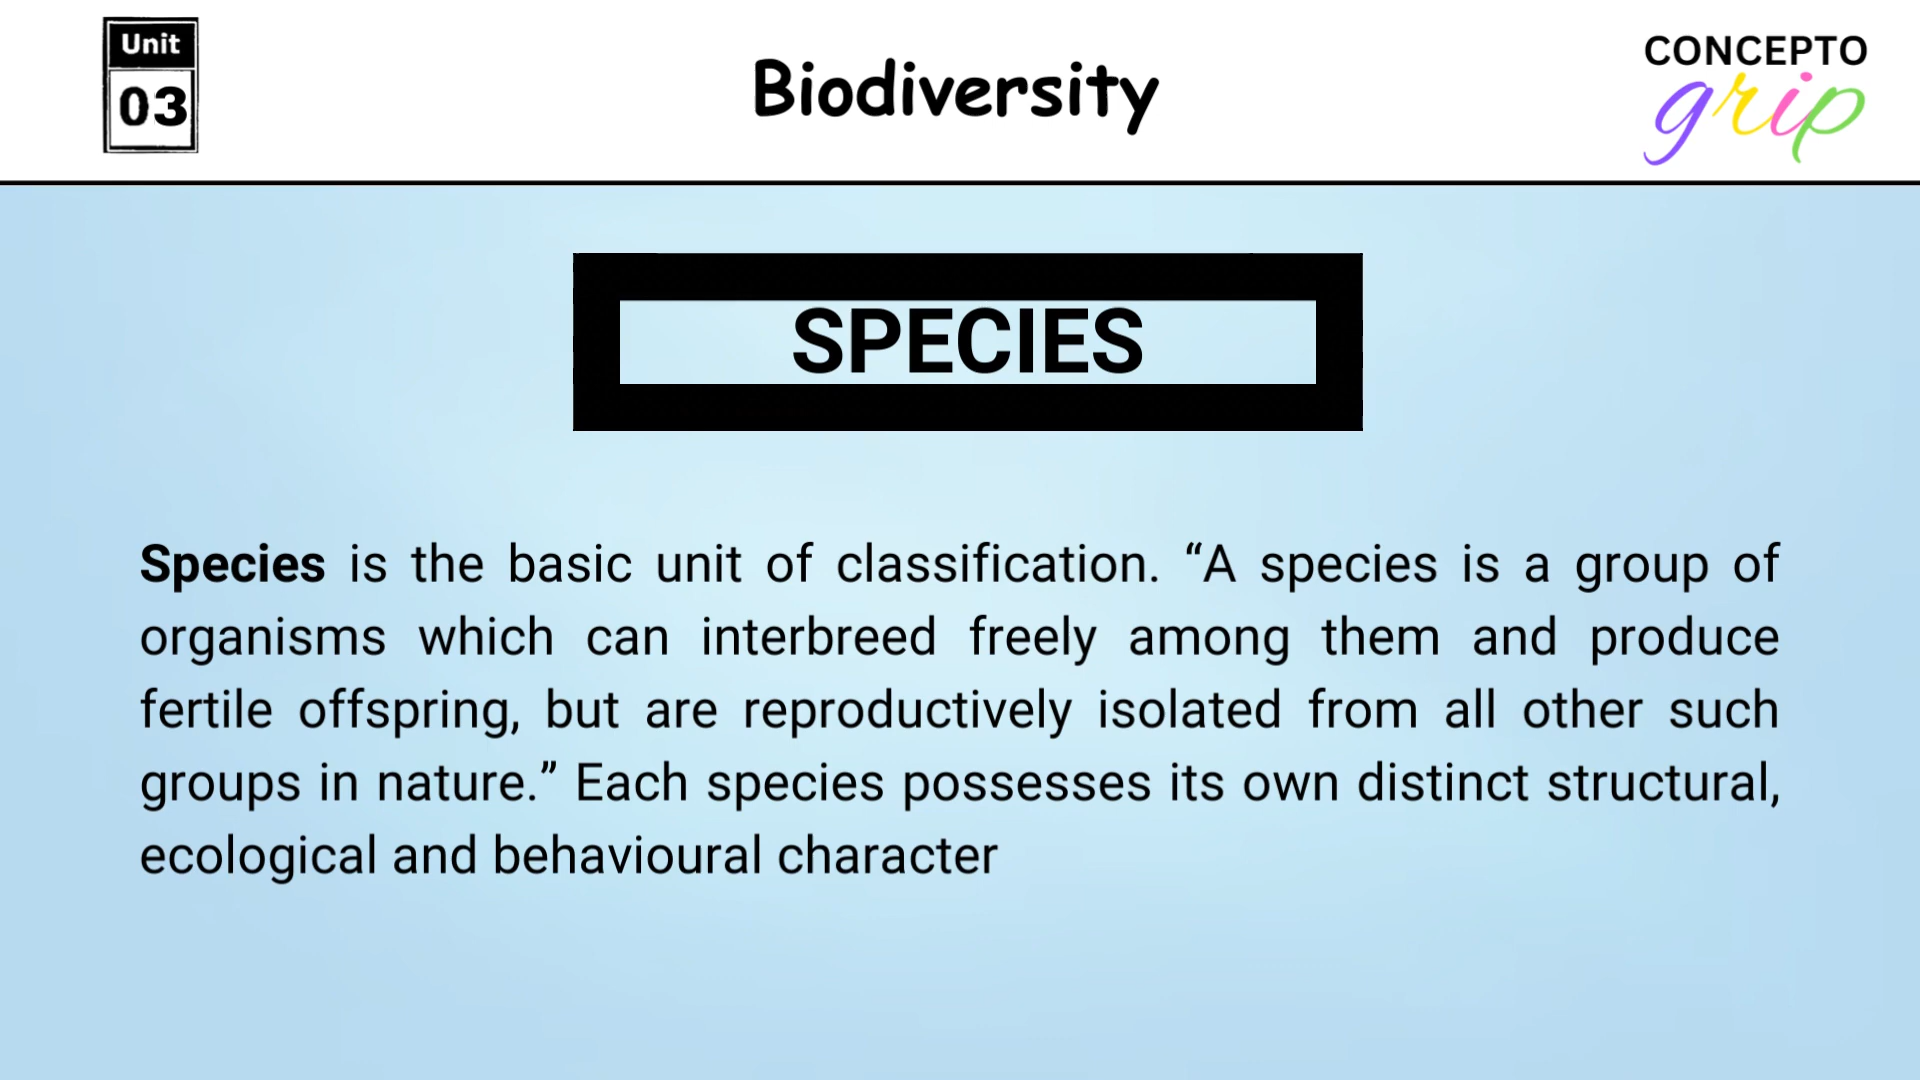 Unit
03
Biodiversity
CONCEPTO
grip
SPECIES
Species is the basic unit of classification. “A species is a group of
organisms which can interbreed freely among them and produce
fertile offspring, but are reproductively isolated from all other such
groups in nature.” Each species possesses its own distinct structural,
ecological and behavioural character